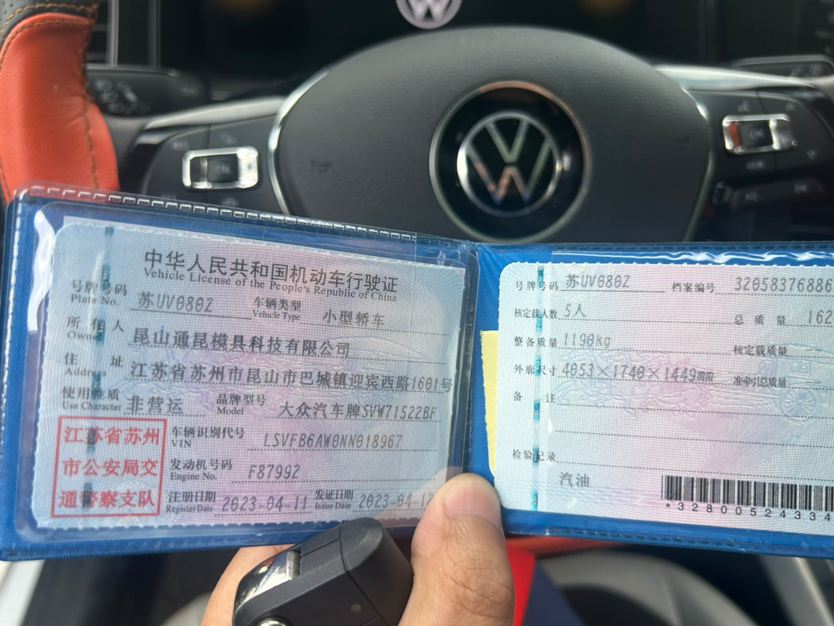 中华人民共和国机动车行驶证
Vehicle License of the People's Republic of China
号牌号码 Plate No. 苏UV080Z 车辆类型 Vehicle Type 小型轿车
所有人 Owner 昆山通昆模具科技有限公司
住址 Address 江苏省苏州市昆山市巴城镇迎宾西路1601号
使用性质 Use Character 非营运 品牌型号 Model 大众汽车牌SVW71522BF
江苏省苏州
市公安局交
通警察支队
车辆识别代号 VIN LSVFB6AW0NN018967
发动机号码 Engine No. F87992
注册日期 Register Date 2023-04-11 发证日期 Issue Date 2023-04-12
号牌号码 苏UV080Z 档案编号 32058376886
核定载人数 5人 总质量 162
整备质量 1190kg 核定载质量
外廓尺寸 4053×1740×1449mm 准牵引总质量
备注
检验记录
汽油
*32800524334